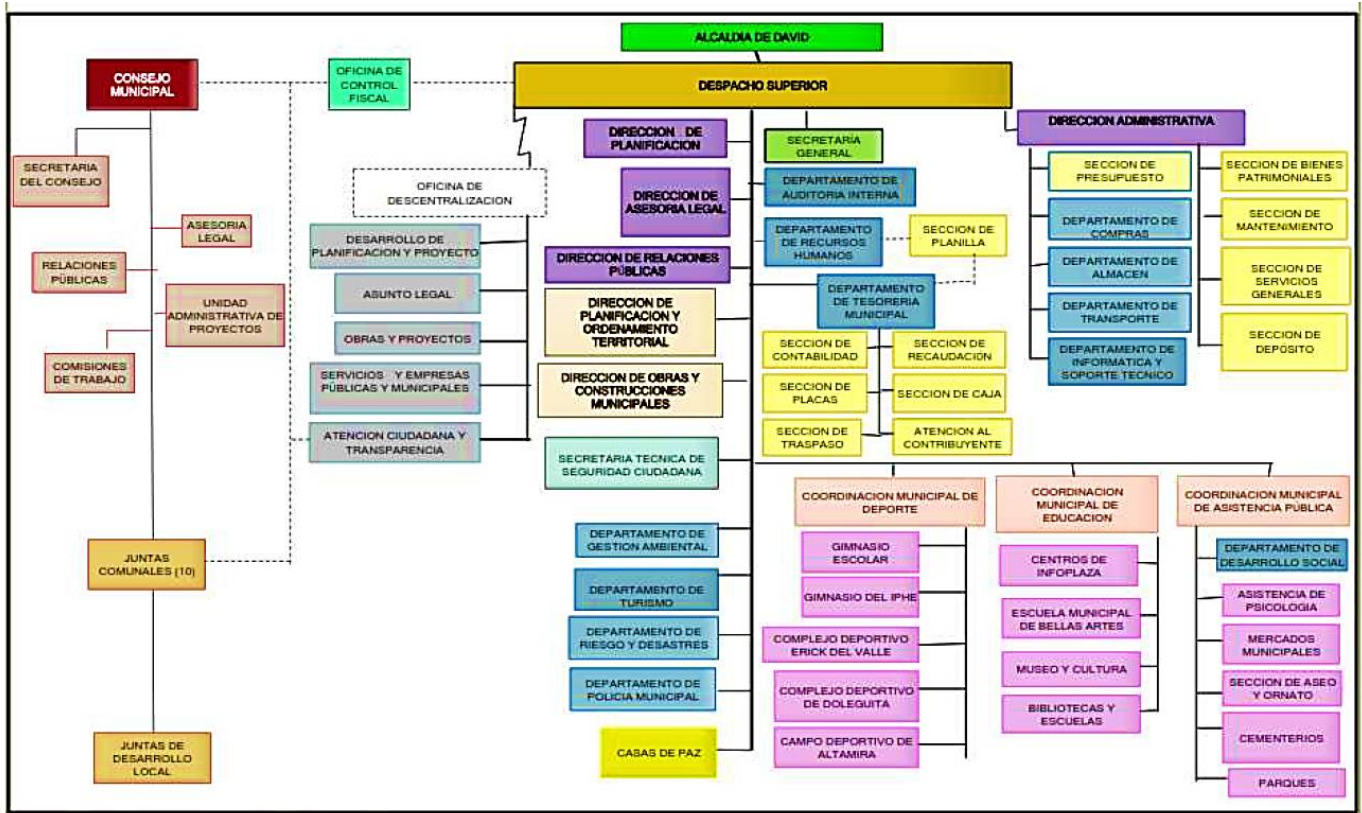 ALCALDIA DE DAVID
CONSEJO
MUNICIPAL
OFICINA DE
CONTROL
FISCAL
DESPACHO SUPERIOR
SECRETARIA
DEL CONSEJO
ASESORIA
LEGAL
RELACIONES
PÚBLICAS
UNIDAD
ADMINISTRATIVA DE
PROYECTOS
COMISIONES
DE TRABAJO
JUNTAS
COMUNALES (10)
JUNTAS DE
DESARROLLO
LOCAL
OFICINA DE
DESCENTRALIZACION
DESARROLLO DE
PLANIFICACION Y PROYECTO
ASUNTO LEGAL
OBRAS Y PROYECTOS
SERVICIOS Y EMPRESAS
PÚBLICAS Y MUNICIPALES
ATENCION CIUDADANA Y
TRANSPARENCIA
DIRECCION DE
PLANIFICACION
DIRECCION DE
ASESORIA LEGAL
DIRECCION DE RELACIONES
PÚBLICAS
DIRECCION DE
PLANIFICACION Y
ORDENAMIENTO
TERRITORIAL
DIRECCION DE OBRAS Y
CONSTRUCCIONES
MUNICIPALES
SECRETARIA TECNICA DE
SEGURIDAD CIUDADANA
DEPARTAMENTO DE
GESTION AMBIENTAL
DEPARTAMENTO DE
TURISMO
DEPARTAMENTO DE
RIESGO Y DESASTRES
DEPARTAMENTO DE
POLICIA MUNICIPAL
CASAS DE PAZ
SECRETARÍA
GENERAL
DEPARTAMENTO DE
AUDITORIA INTERNA
DEPARTAMENTO
DE RECURSOS
HUMANOS
SECCION DE
PLANILLA
DEPARTAMENTO
DE TESORERIA
MUNICIPAL
SECCION DE
CONTABILIDAD
SECCION DE
RECAUDACIÓN
SECCION DE
PLACAS
SECCION DE CAJA
SECCION DE
TRASPASO
ATENCION AL
CONTRIBUYENTE
DIRECCION ADMINISTRATIVA
SECCION DE
PRESUPUESTO
DEPARTAMENTO DE
COMPRAS
DEPARTAMENTO DE
ALMACEN
DEPARTAMENTO DE
TRANSPORTE
DEPARTAMENTO DE
INFORMATICA Y
SOPORTE TECNICO
SECCION DE BIENES
PATRIMONIALES
SECCION DE
MANTENIMIENTO
SECCION DE
SERVICIOS
GENERALES
SECCION DE
DEPÓSITO
COORDINACION MUNICIPAL DE
DEPORTE
GIMNASIO
ESCOLAR
GIMNASIO DEL IPHE
COMPLEJO DEPORTIVO
ERICK DEL VALLE
COMPLEJO DEPORTIVO
DE DOLEGUITA
CAMPO DEPORTIVO DE
ALTAMIRA
COORDINACION
MUNICIPAL DE
EDUCACION
CENTROS DE
INFOPLAZA
ESCUELA MUNICIPAL
DE BELLAS ARTES
MUSEO Y CULTURA
BIBLIOTECAS Y
ESCUELAS
COORDINACION MUNICIPAL
DE ASISTENCIA PÚBLICA
DEPARTAMENTO DE
DESARROLLO SOCIAL
ASISTENCIA DE
PSICOLOGIA
MERCADOS
MUNICIPALES
SECCION DE ASEO
Y ORNATO
CEMENTERIOS
PARQUES